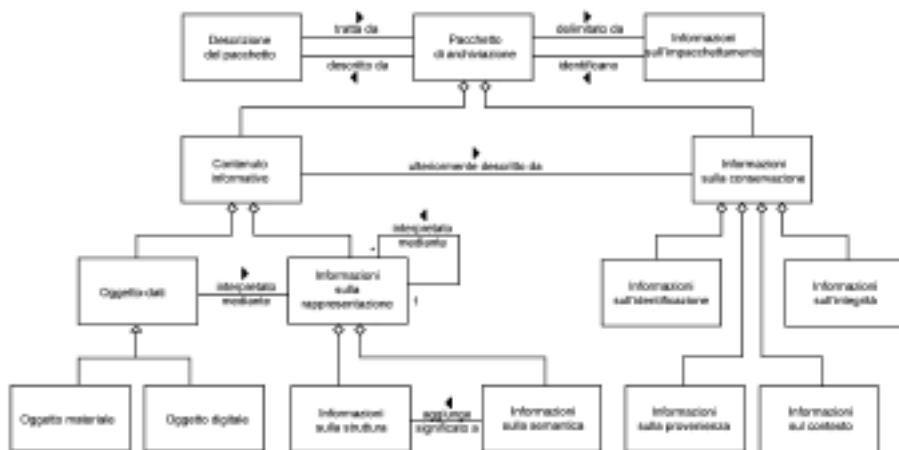 Descrizione
del pacchetto
tratta da
descritto da
Pacchetto
di archiviazione
delimitato da
identificano
Informazioni
sull'impacchettamento
Contenuto
informativo
ulteriormente descritto da
Informazioni
sulla conservazione
Oggetto-dati
interpretato
mediante
Informazioni
sulla
rappresentazione
interpretato
mediante
*
1
Informazioni
sull'identificazione
Informazioni
sull'integrità
Oggetto materiale
Oggetto digitale
Informazioni
sulla struttura
aggiunge
significato a
Informazioni
sulla semantica
Informazioni
sulla provenienza
Informazioni
sul contesto